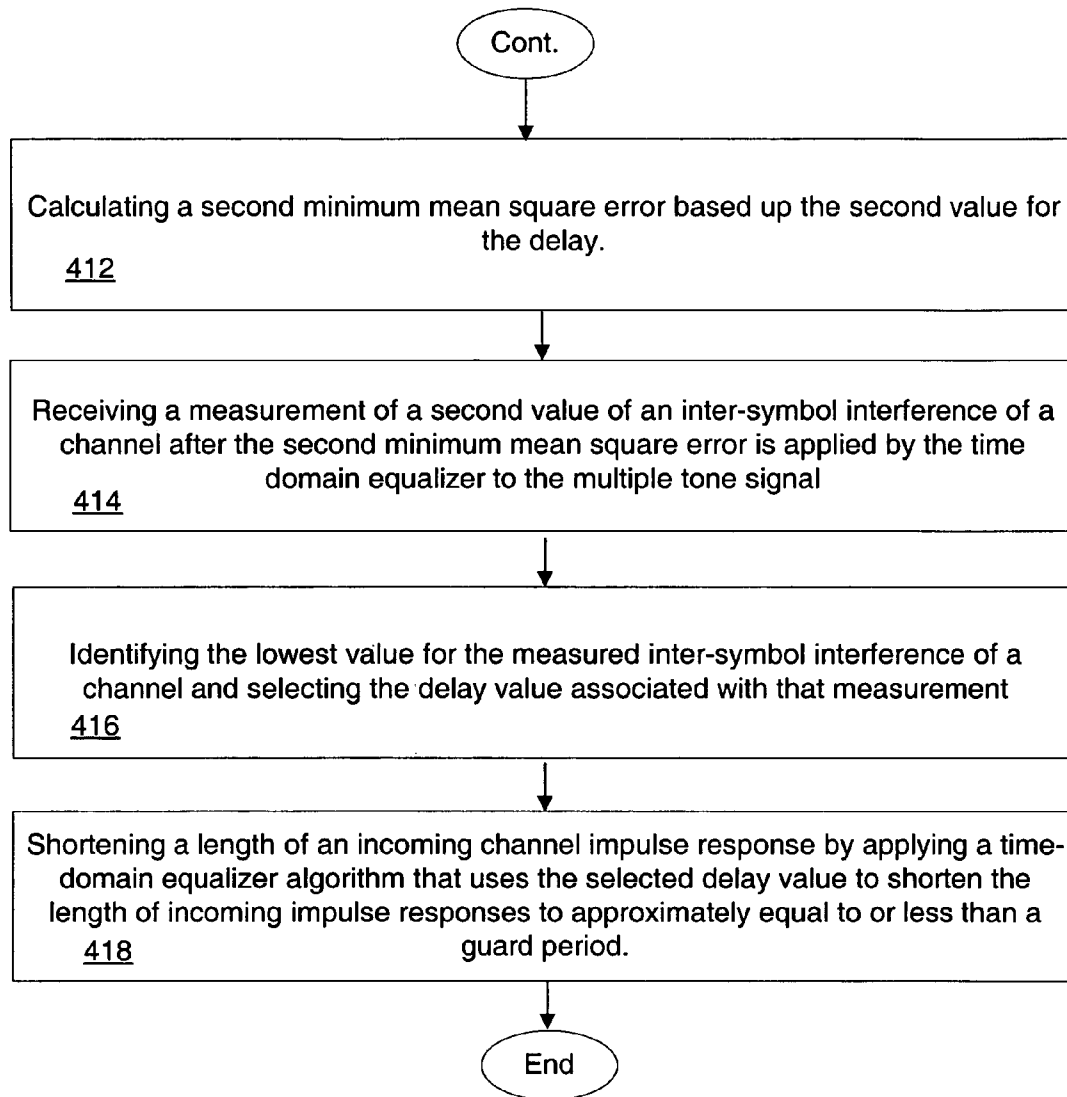 Cont.
Calculating a second minimum mean square error based up the second value for
the delay.
412
Receiving a measurement of a second value of an inter-symbol interference of a
channel after the second minimum mean square error is applied by the time
domain equalizer to the multiple tone signal
414
Identifying the lowest value for the measured inter-symbol interference of a
channel and selecting the delay value associated with that measurement
416
Shortening a length of an incoming channel impulse response by applying a time-
domain equalizer algorithm that uses the selected delay value to shorten the
length of incoming impulse responses to approximately equal to or less than a
guard period.
418
End